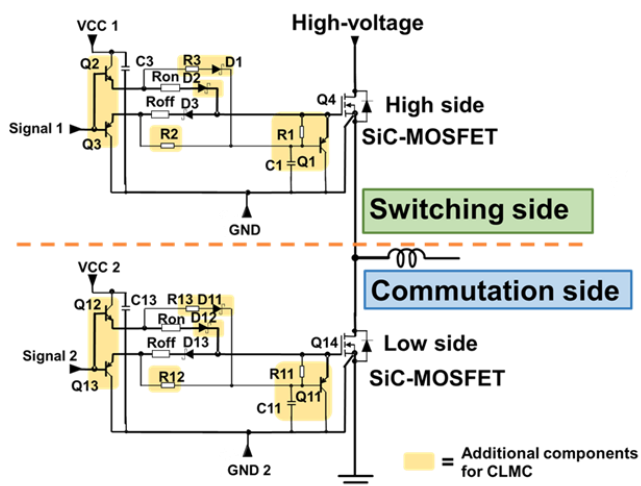 High-voltage
VCC 1
Q2
C3
R3
D1
Ron
D2
Roff
D3
Q4
High side
Signal 1
Q3
R2
R1
SiC-MOSFET
C1
Q1
GND
Switching side
VCC 2
Commutation side
Q12
C13
R13
D11
Ron
D12
Roff
D13
Q14
Low side
Signal 2
Q13
R12
R11
SiC-MOSFET
C11
Q11
GND 2
= Additional components
for CLMC